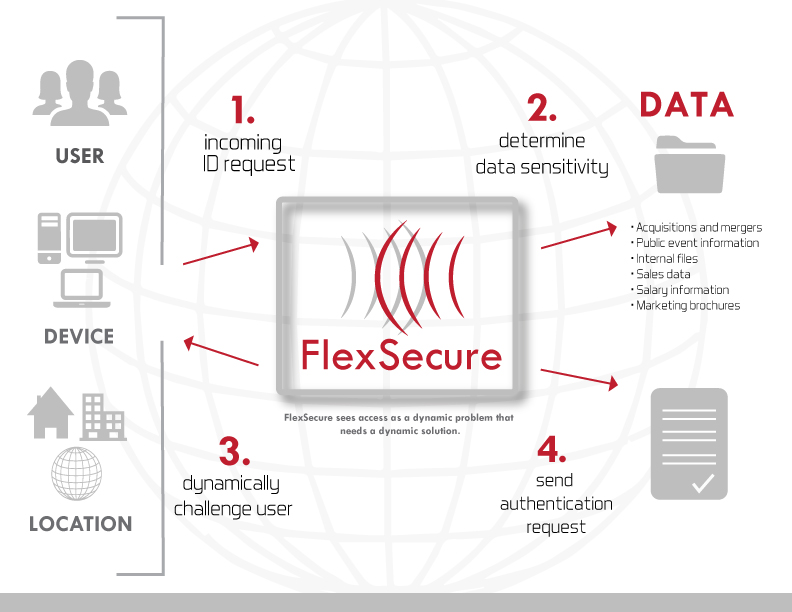 USER
DEVICE
LOCATION
1.
incoming
ID request
2.
determine
data sensitivity
DATA
• Acquisitions and mergers
• Public event information
• Internal files
• Sales data
• Salary information
• Marketing brochures
FlexSecure
FlexSecure sees access as a dynamic problem that
needs a dynamic solution.
3.
dynamically
challenge user
4.
send
authentication
request